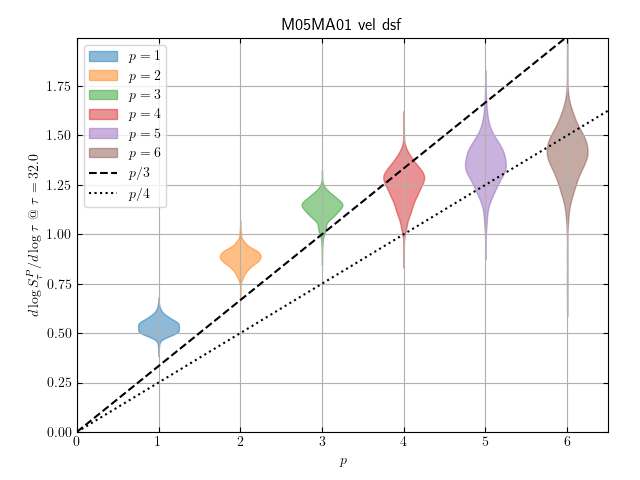 M05MA01 vel dsf
p = 1
p = 2
p = 3
p = 4
p = 5
p = 6
p/3
p/4
d log S_τ^P / d log τ @ τ = 32.0
1.75
1.50
1.25
1.00
0.75
0.50
0.25
0.00
0 1 2 3 4 5 6
p